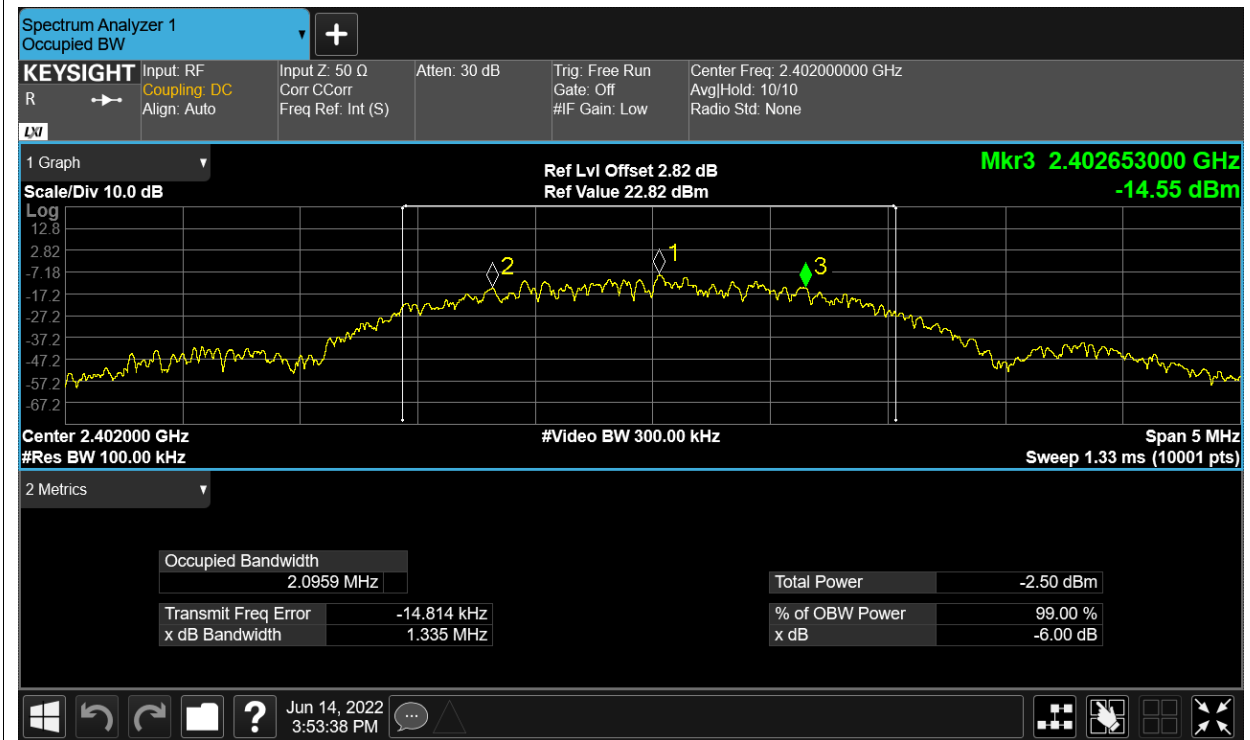 Spectrum Analyzer 1
Occupied BW
KEYSIGHT
R
LXI
Input: RF
Coupling: DC
Align: Auto
Input Z: 50 Ω
Corr CCorr
Freq Ref: Int (S)
Atten: 30 dB
Trig: Free Run
Gate: Off
#IF Gain: Low
Center Freq: 2.402000000 GHz
Avg|Hold: 10/10
Radio Std: None
1 Graph
Scale/Div 10.0 dB
Ref Lvl Offset 2.82 dB
Ref Value 22.82 dBm
Mkr3 2.402653000 GHz
-14.55 dBm
Log
12.8
2.82
-7.18
-17.2
-27.2
-37.2
-47.2
-57.2
-67.2
2
1
3
Center 2.402000 GHz
#Res BW 100.00 kHz
#Video BW 300.00 kHz
Span 5 MHz
Sweep 1.33 ms (10001 pts)
2 Metrics
Occupied Bandwidth
2.0959 MHz
Transmit Freq Error -14.814 kHz
x dB Bandwidth 1.335 MHz
Total Power -2.50 dBm
% of OBW Power 99.00 %
x dB -6.00 dB
?
Jun 14, 2022
3:53:38 PM